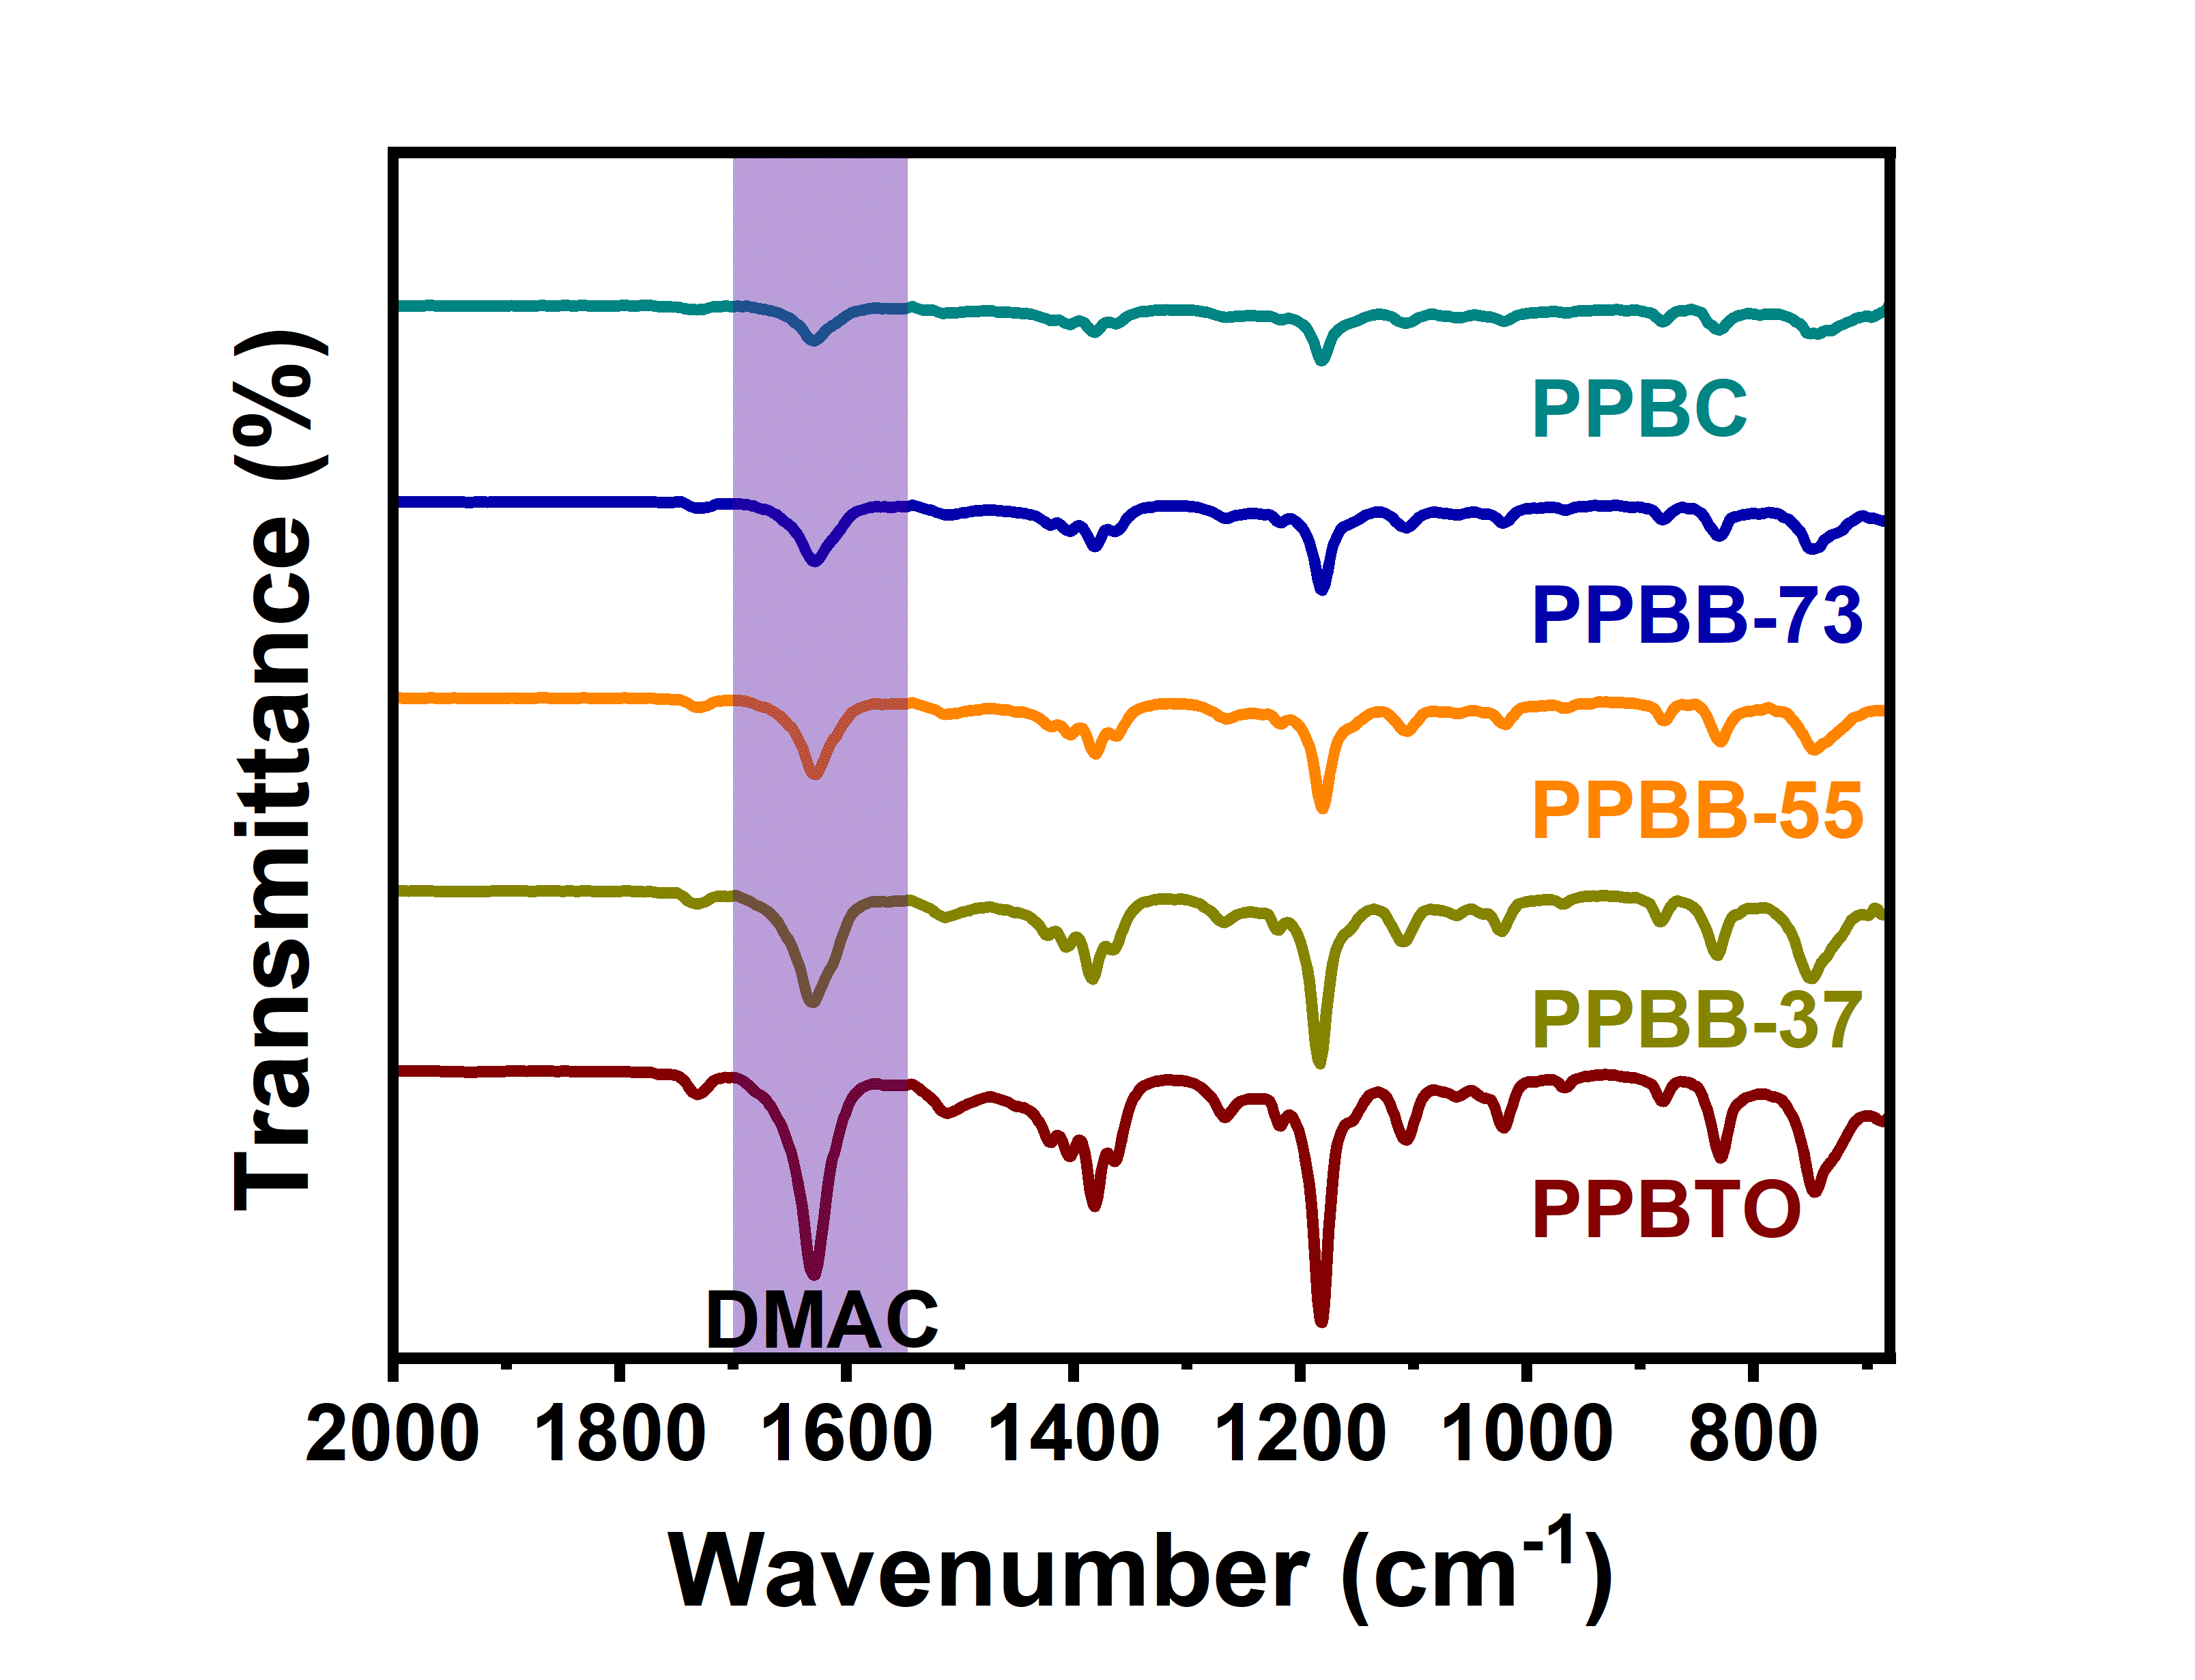 Transmittance (%)
PPBC
PPBB-73
PPBB-55
PPBB-37
PPBTO
DMAC
2000 1800 1600 1400 1200 1000 800
Wavenumber (cm-1)